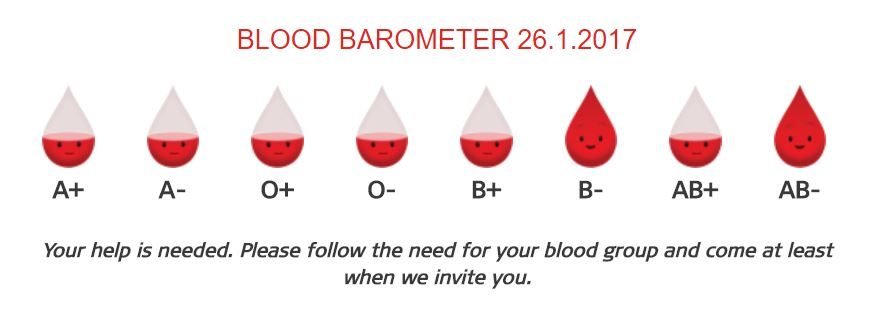 BLOOD BAROMETER 26.1.2017
A+ A- O+ O- B+ B- AB+ AB-
Your help is needed. Please follow the need for your blood group and come at least
when we invite you.